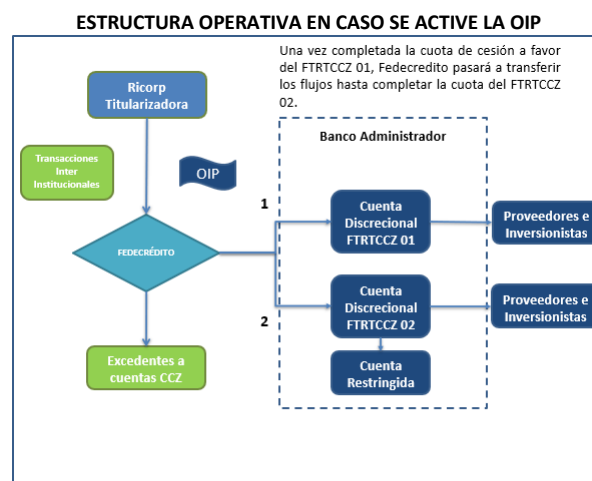 ESTRUCTURA OPERATIVA EN CASO SE ACTIVE LA OIP
Una vez completada la cuota de cesión a favor
del FTRTCCZ 01, Fedecredito pasará a transferir
los flujos hasta completar la cuota del FTRTCCZ
02.
Ricorp
Titularizadora
Banco Administrador
Transacciones
Inter
Institucionales
OIP
1
Cuenta
Discrecional
FTRTCCZ 01
Proveedores e
Inversionistas
FEDECRÉDITO
2
Cuenta
Discrecional
FTRTCCZ 02
Proveedores e
Inversionistas
Excedentes a
cuentas CCZ
Cuenta
Restringida